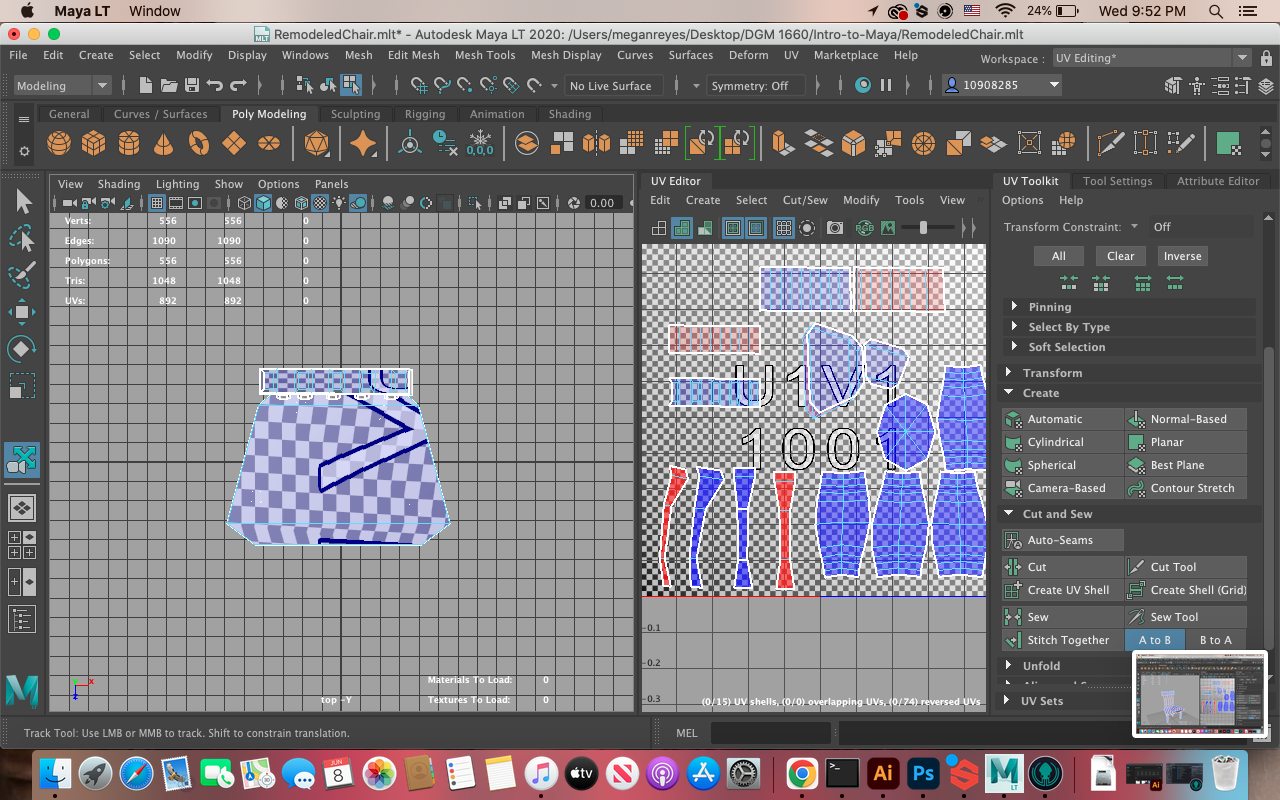 Maya LT Window 24% Wed 9:52 PM
RemodeledChair.mlt* - Autodesk Maya LT 2020: /Users/meganreyes/Desktop/DGM 1660/Intro-to-Maya/RemodeledChair.mlt
File Edit Create Select Modify Display Windows Mesh Edit Mesh Mesh Tools Mesh Display Curves Surfaces Deform UV Marketplace Help Workspace : UV Editing*
Modeling No Live Surface Symmetry: Off 10908285
General Curves / Surfaces Poly Modeling Sculpting Rigging Animation Shading
0,0,0
View Shading Lighting Show Options Panels UV Editor UV Toolkit Tool Settings Attribute Editor
Edit Create Select Cut/Sew Modify Tools View Options Help
0.00 RGB
Transform Constraint: Off
All Clear Inverse
Verts: 556 556 0
Edges: 1090 1090 0
Polygons: 556 556 0
Tris: 1048 1048 0
UVs: 892 892 0
Pinning
Select By Type
Soft Selection
Transform
Create
Automatic Normal-Based
Cylindrical Planar
Spherical Best Plane
Camera-Based Contour Stretch
U1V1
1001
Cut and Sew
Auto-Seams
Cut Cut Tool
Create UV Shell Create Shell (Grid)
Sew Sew Tool
Stitch Together A to B B to A
Unfold
UV Sets
-0.1
-0.2
-0.3
Materials To Load: 0
Textures To Load: 0
top -Y
(0/15) UV shells, (0/0) overlapping UVs, (0/74) reversed UVs
Track Tool: Use LMB or MMB to track. Shift to constrain translation. MEL
JUN
8
tv
Ai Ps M
LT